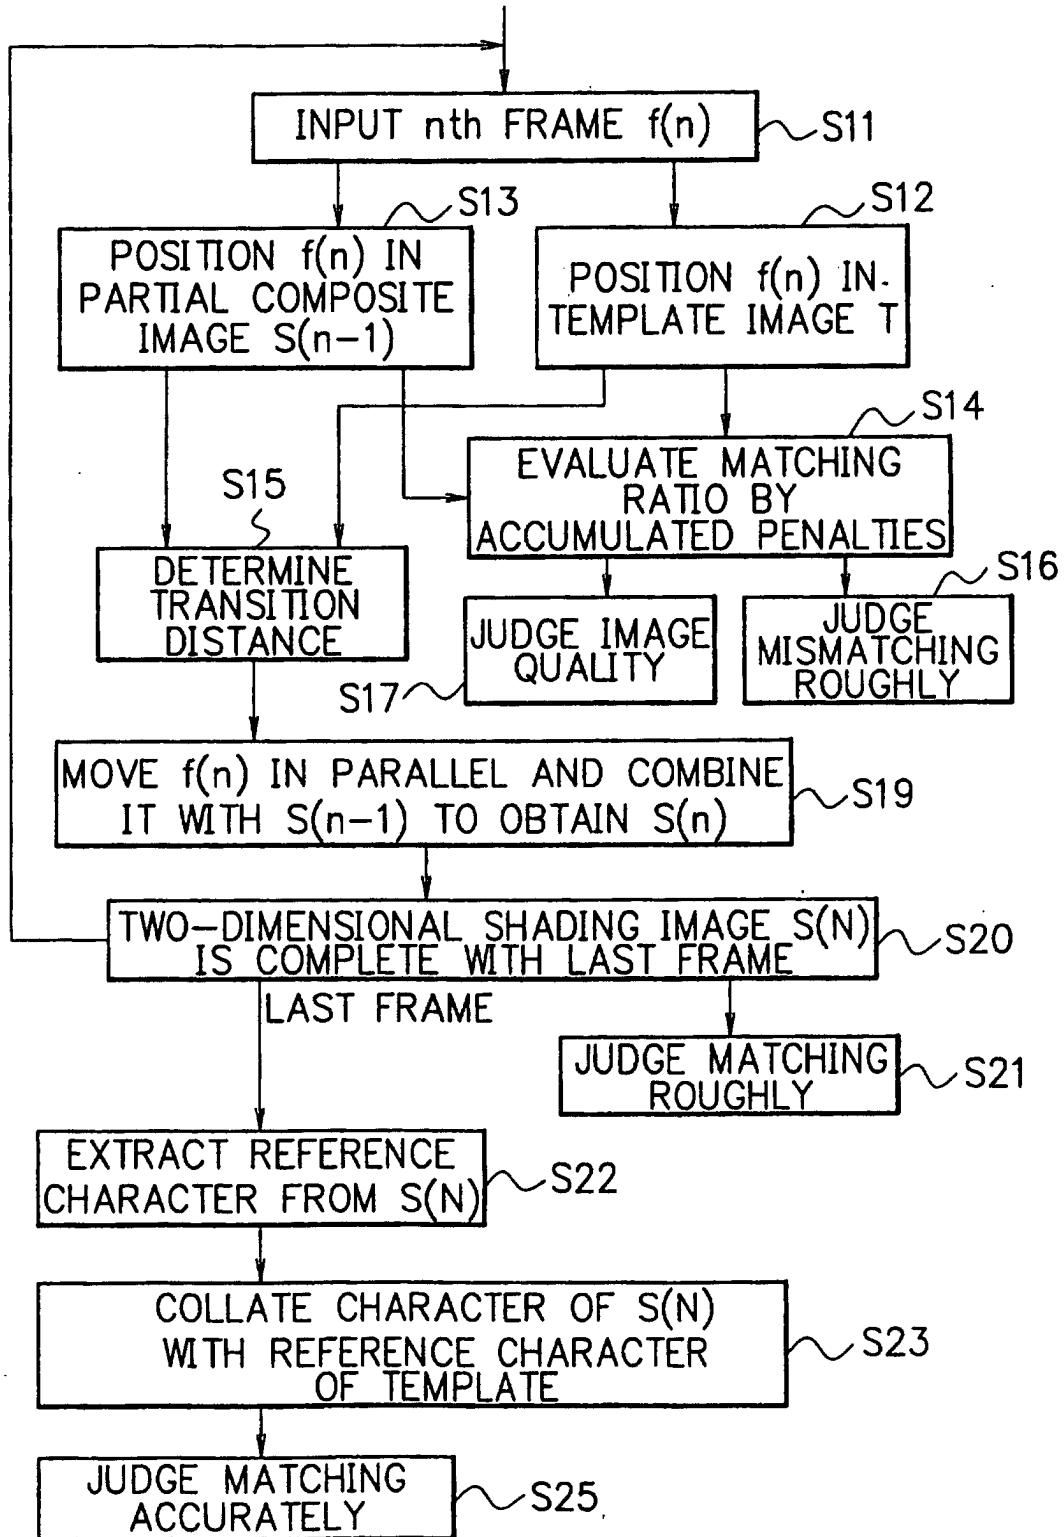 INPUT nth FRAME f(n)
S11
S13
S12
POSITION f(n) IN
PARTIAL COMPOSITE
IMAGE S(n-1)
POSITION f(n) IN
TEMPLATE IMAGE T
S14
EVALUATE MATCHING
RATIO BY
ACCUMULATED PENALTIES
S15
DETERMINE
TRANSITION
DISTANCE
S16
JUDGE IMAGE
QUALITY
S17
JUDGE
MISMATCHING
ROUGHLY
MOVE f(n) IN PARALLEL AND COMBINE
IT WITH S(n-1) TO OBTAIN S(n)
S19
TWO-DIMENSIONAL SHADING IMAGE S(N)
IS COMPLETE WITH LAST FRAME
S20
LAST FRAME
JUDGE MATCHING
ROUGHLY
S21
EXTRACT REFERENCE
CHARACTER FROM S(N)
S22
COLLATE CHARACTER OF S(N)
WITH REFERENCE CHARACTER
OF TEMPLATE
S23
JUDGE MATCHING
ACCURATELY
S25